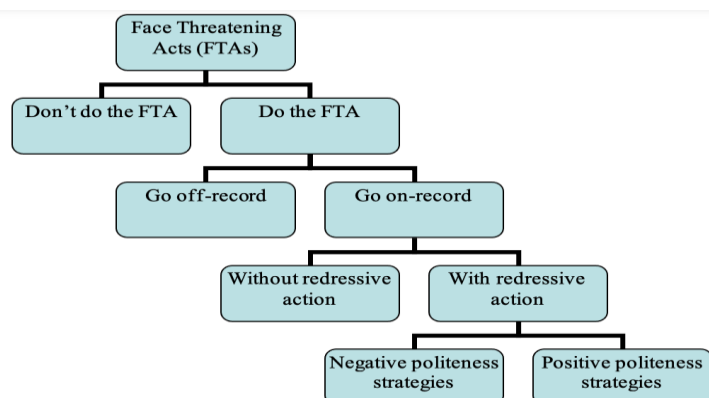 Face Threatening
Acts (FTAs)
Don’t do the FTA
Do the FTA
Go off-record
Go on-record
Without redressive
action
With redressive
action
Negative politeness
strategies
Positive politeness
strategies